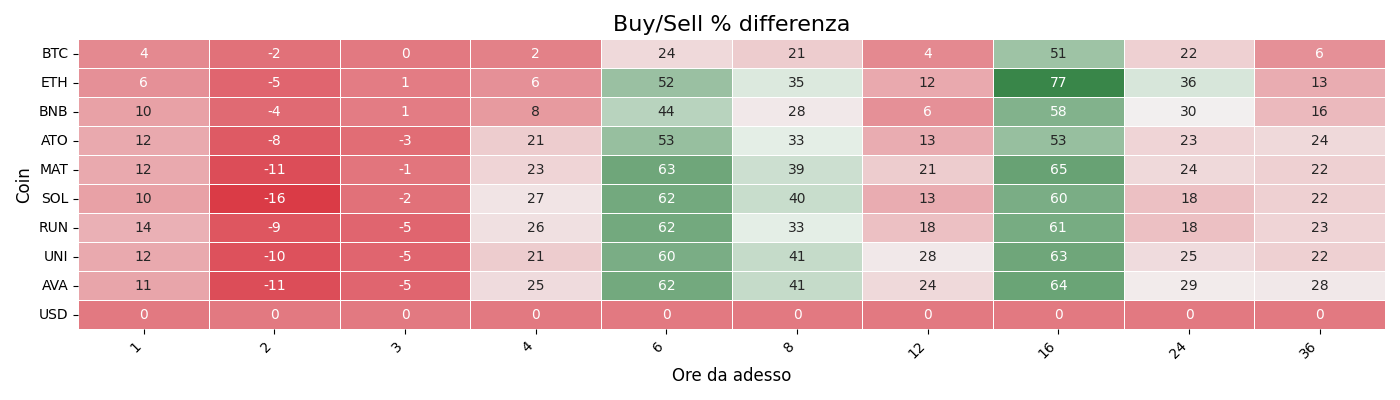 Buy/Sell % differenza
Coin
BTC 4 -2 0 2 24 21 4 51 22 6
ETH 6 -5 1 6 52 35 12 77 36 13
BNB 10 -4 1 8 44 28 6 58 30 16
ATO 12 -8 -3 21 53 33 13 53 23 24
MAT 12 -11 -1 23 63 39 21 65 24 22
SOL 10 -16 -2 27 62 40 13 60 18 22
RUN 14 -9 -5 26 62 33 18 61 18 23
UNI 12 -10 -5 21 60 41 28 63 25 22
AVA 11 -11 -5 25 62 41 24 64 29 28
USD 0 0 0 0 0 0 0 0 0 0
1 2 3 4 6 8 12 16 24 36
Ore da adesso